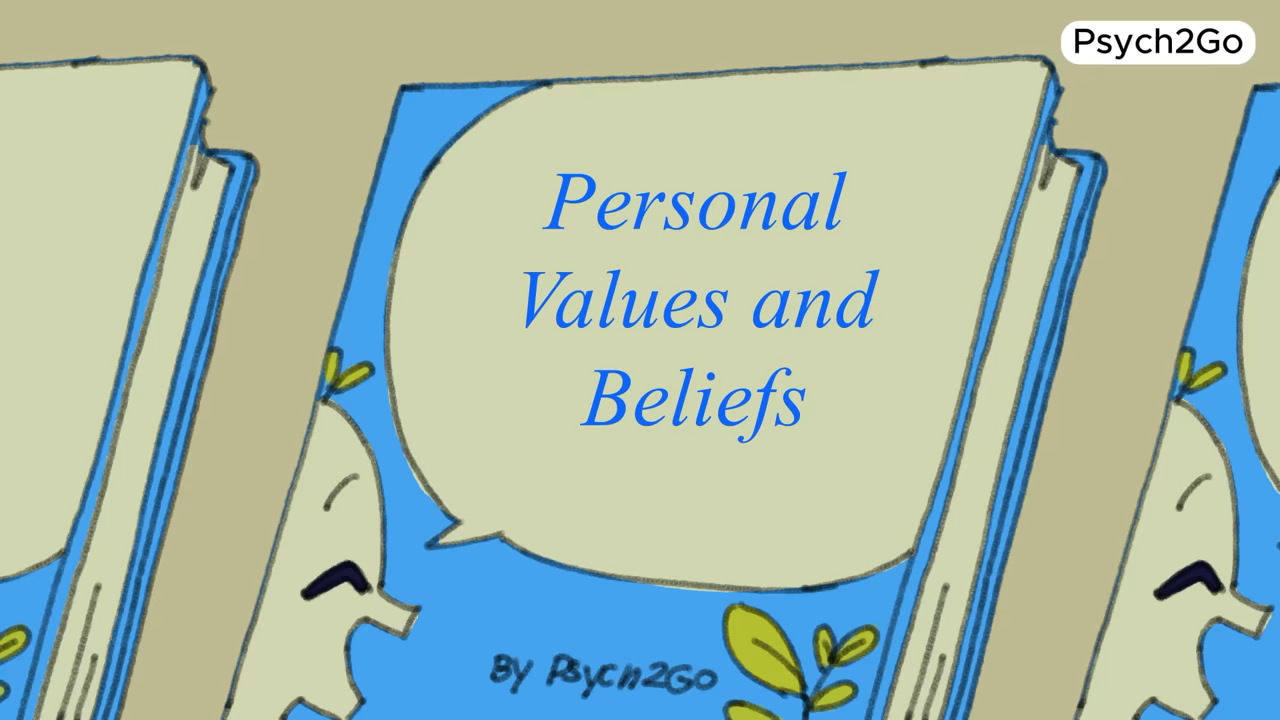 Psych2Go
Personal
Values and
Beliefs
BY Psych2Go